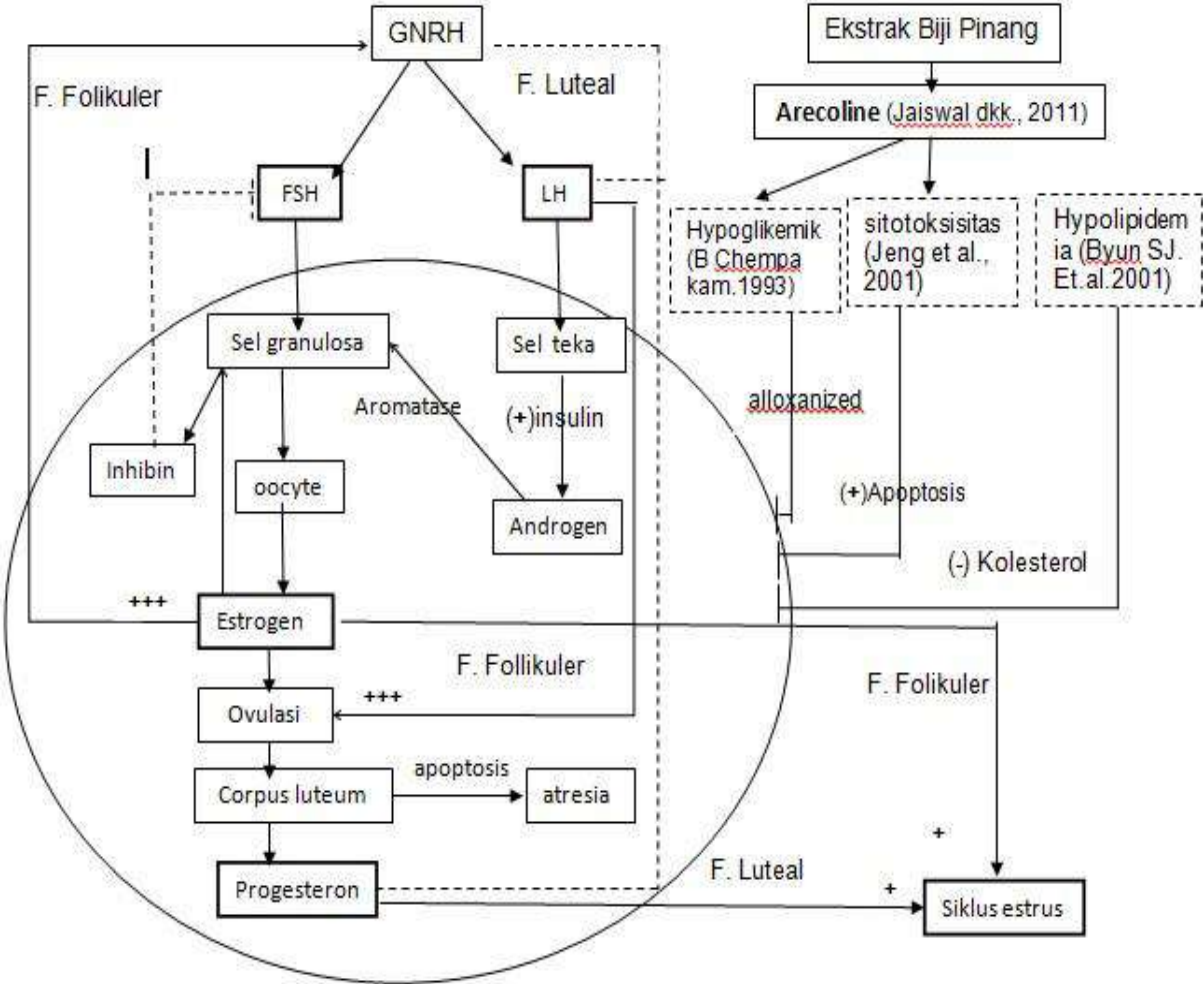 GNRH
Ekstrak Biji Pinang
F. Folikuler
F. Luteal
Arecoline (Jaiswal dkk., 2011)
I
FSH
LH
Hypoglikemik
(B Chempa
kam.1993)
sitotoksisitas
(Jeng et al.,
2001)
Hypolipidem
ia (Byun SJ.
Et.al.2001)
Sel granulosa
Sel teka
Aromatase
(+)insulin
alloxanized
Inhibin
oocyte
Androgen
(+)Apoptosis
(-) Kolesterol
+++
Estrogen
F. Follikuler
F. Folikuler
Ovulasi
+++
Corpus luteum
apoptosis
atresia
+
Progesteron
F. Luteal
+
Siklus estrus